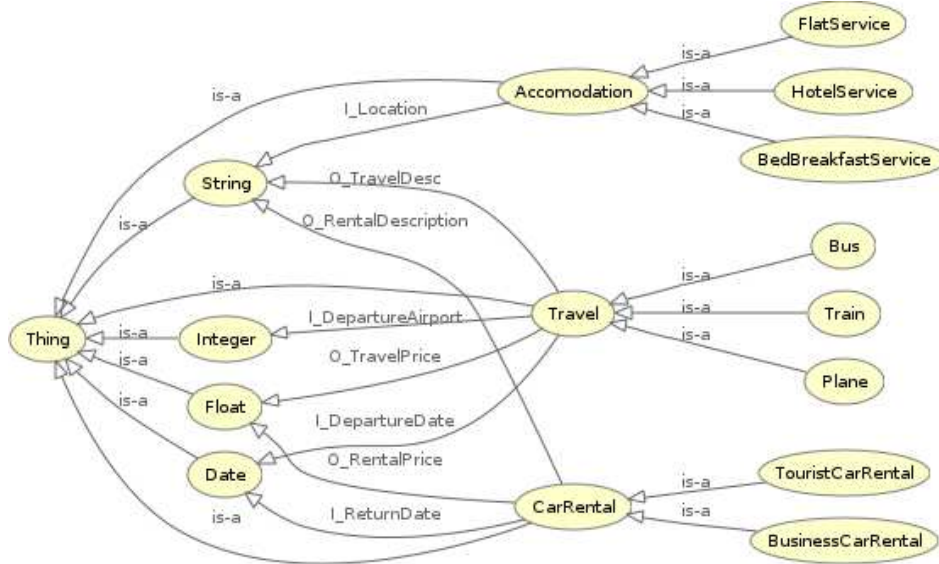 FlatService
is-a
is-a
Accomodation
is-a
HotelService
I_Location
is-a
BedBreakfastService
String
O_TravelDesc
is-a
O_RentalDescription
Bus
is-a
is-a
Travel
is-a
Train
I_DepartureAirport
Thing
is-a
Integer
is-a
O_TravelPrice
is-a
Plane
Float
is-a
I_DepartureDate
O_RentalPrice
Date
is-a
TouristCarRental
CarRental
is-a
I_ReturnDate
is-a
BusinessCarRental